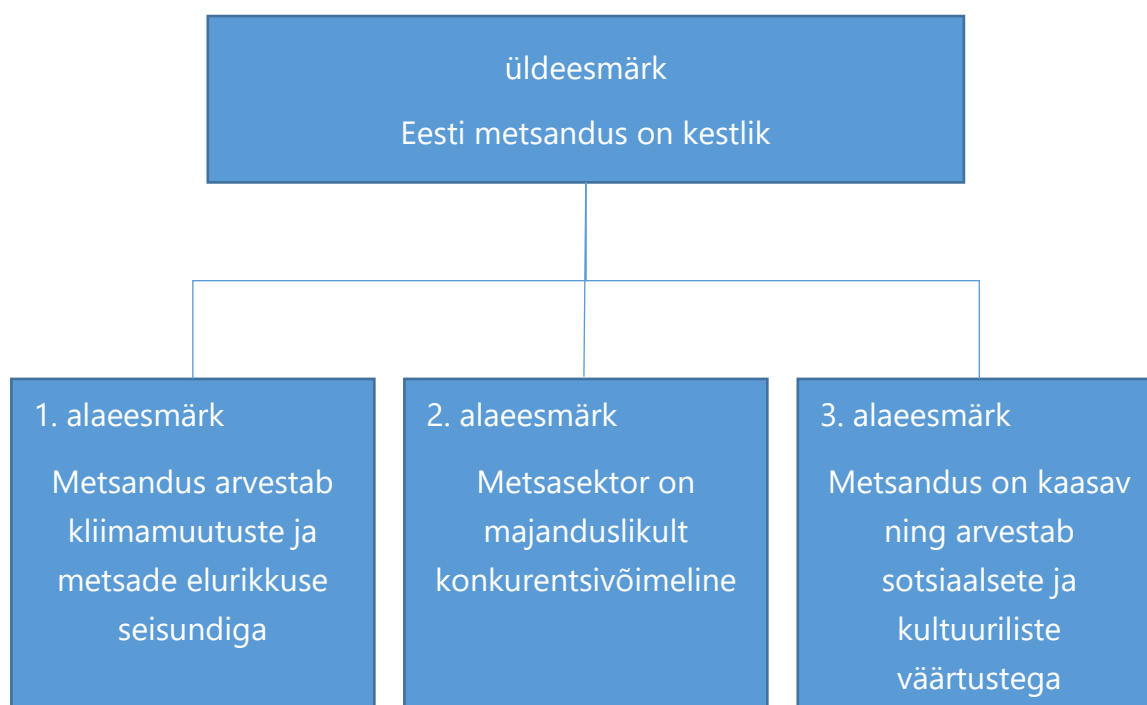 üldeesmärk
Eesti metsandus on kestlik
1. alaeesmärk
Metsandus arvestab
kliimamuutuste ja
metsade elurikkuse
seisundiga
2. alaeesmärk
Metsasektor on
majanduslikult
konkurentsivõimeline
3. alaeesmärk
Metsandus on kaasav
ning arvestab
sotsiaalsete ja
kultuuriliste
väärtustega